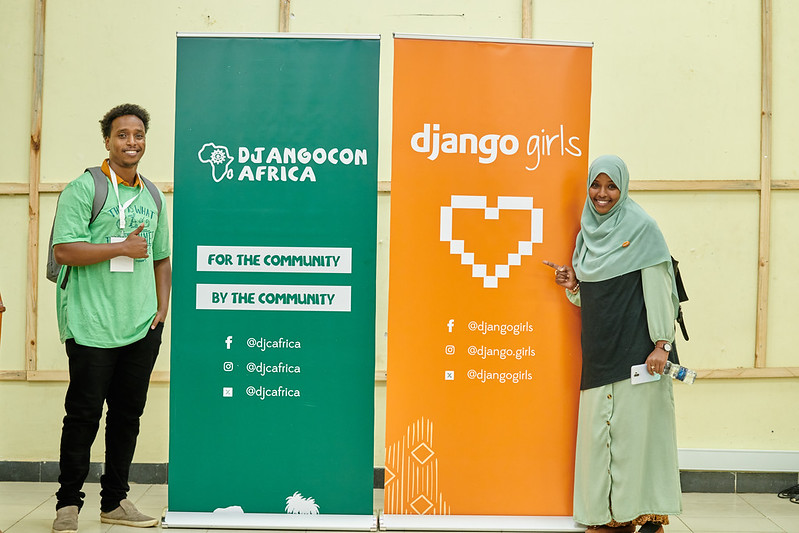 DJANGOCON
AFRICA
FOR THE COMMUNITY
BY THE COMMUNITY
@djcafrica
@djcafrica
@djcafrica
django girls
@djangogirls
@django.girls
@djangogirls